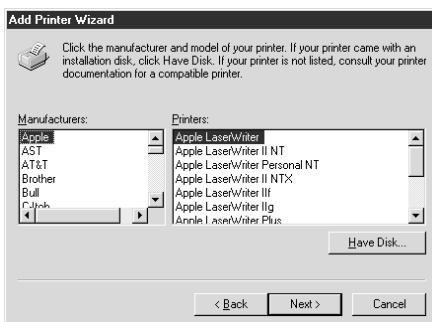 Add Printer Wizard
Click the manufacturer and model of your printer. If your printer came with an
installation disk, click Have Disk. If your printer is not listed, consult your printer
documentation for a compatible printer.
Manufacturers:
Apple
AST
AT&T
Brother
Bull
C-Itoh
Printers:
Apple LaserWriter
Apple LaserWriter II NT
Apple LaserWriter Personal NT
Apple LaserWriter II NTX
Apple LaserWriter IIf
Apple LaserWriter IIg
Apple LaserWriter Plus
Have Disk...
< Back
Next >
Cancel